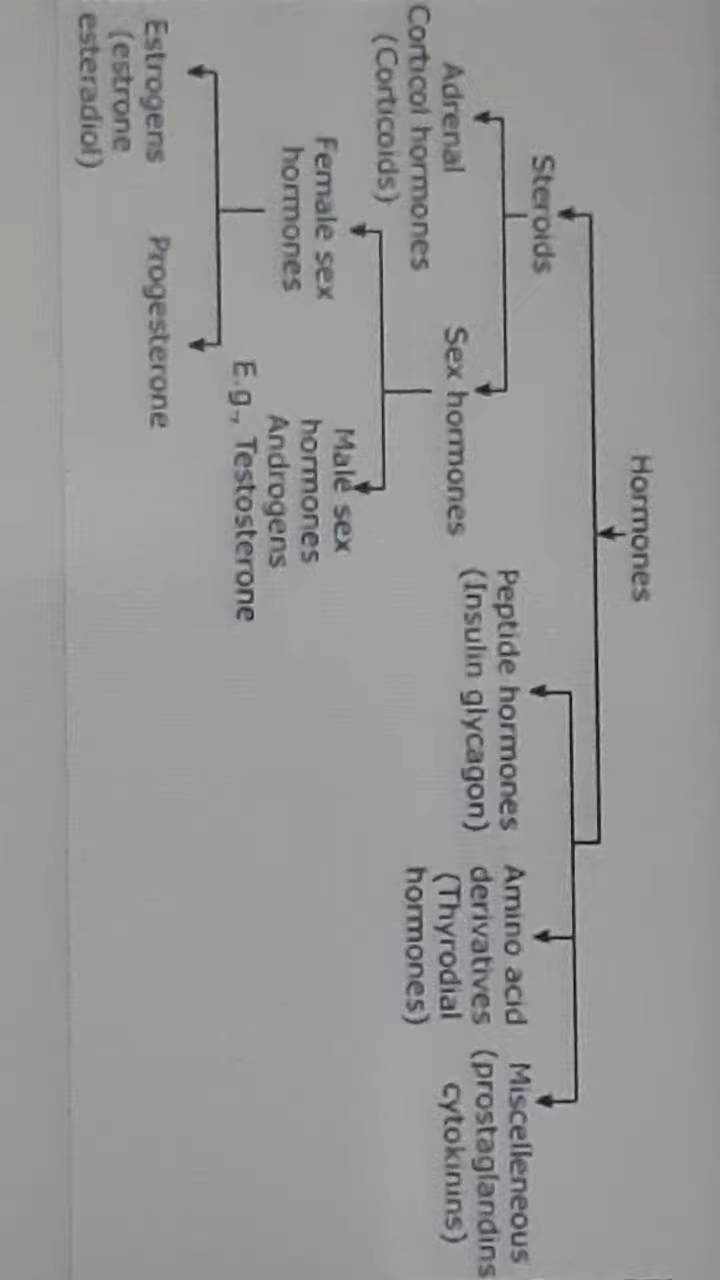 Hormones
Steroids
Adrenal
Corticol hormones
(Corticoids)
Sex hormones
Peptide hormones
(Insulin glycagon)
Amino acid
derivatives
(Thyrodial
hormones)
Miscelleneous
(prostaglandins
cytokinins)
Female sex
hormones
Male sex
hormones
Androgens
E.g., Testosterone
Estrogens
(estrone
esteradiol)
Progesterone